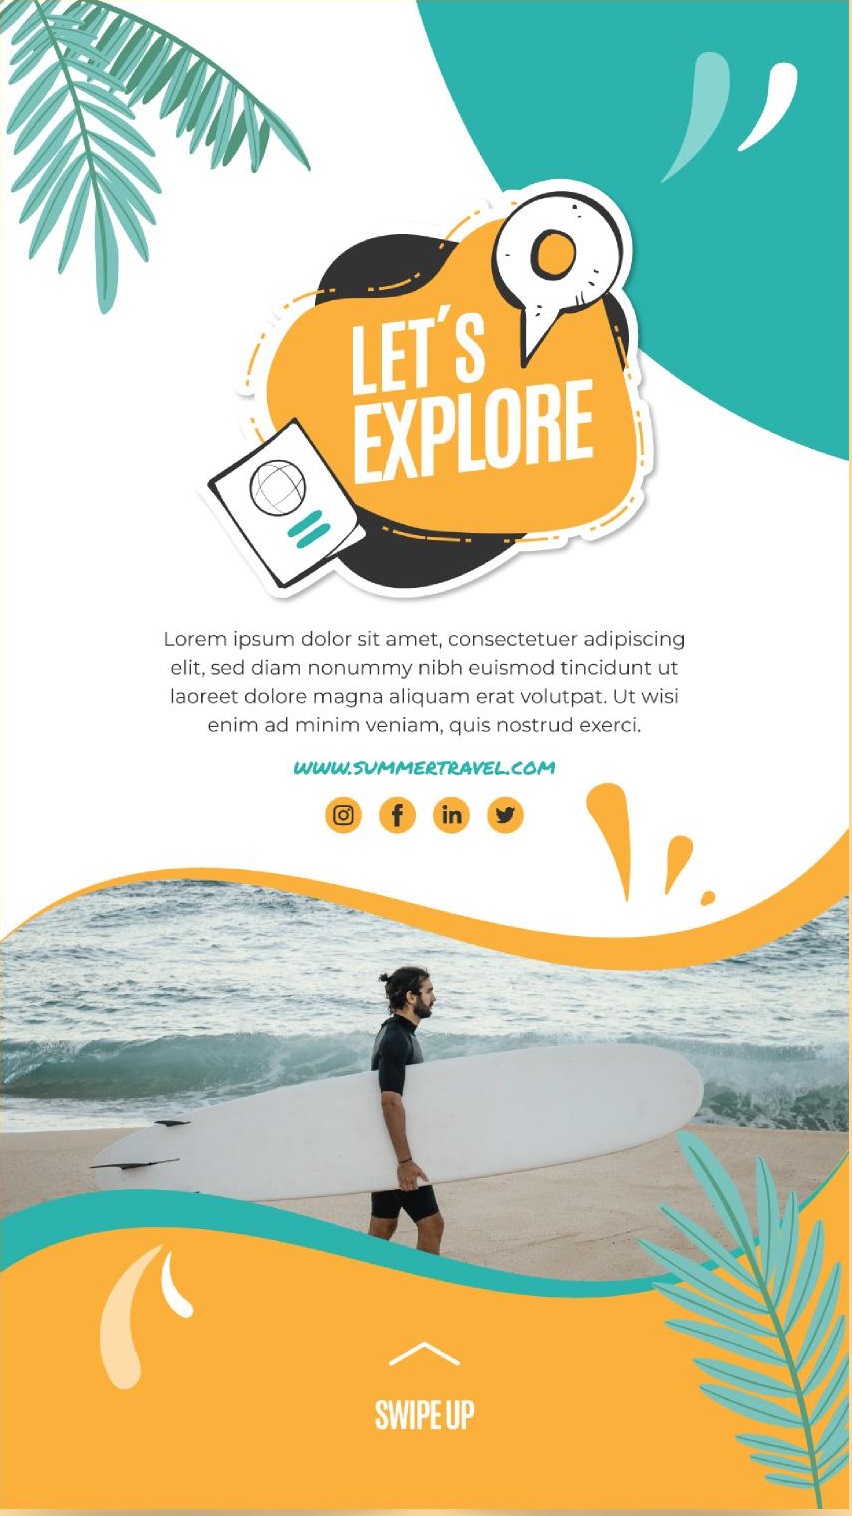 LET´S
EXPLORE
Lorem ipsum dolor sit amet, consectetuer adipiscing
elit, sed diam nonummy nibh euismod tincidunt ut
laoreet dolore magna aliquam erat volutpat. Ut wisi
enim ad minim veniam, quis nostrud exerci.
WWW.SUMMERTRAVEL.COM
SWIPE UP